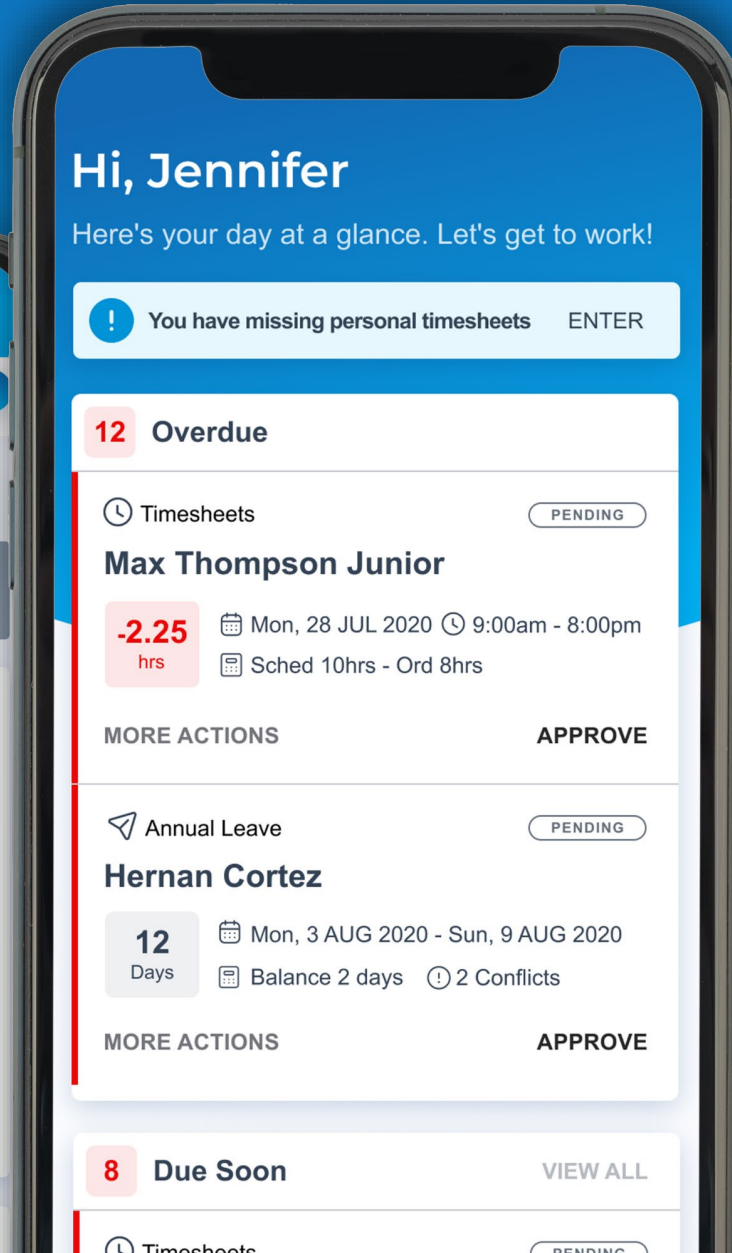 Hi, Jennifer
Here's your day at a glance. Let's get to work!
You have missing personal timesheets ENTER
12 Overdue
Timesheets PENDING
Max Thompson Junior
-2.25 hrs
Mon, 28 JUL 2020 9:00am - 8:00pm
Sched 10hrs - Ord 8hrs
MORE ACTIONS APPROVE
Annual Leave PENDING
Hernan Cortez
12 Days
Mon, 3 AUG 2020 - Sun, 9 AUG 2020
Balance 2 days 2 Conflicts
MORE ACTIONS APPROVE
8 Due Soon VIEW ALL
Timesheets PENDING